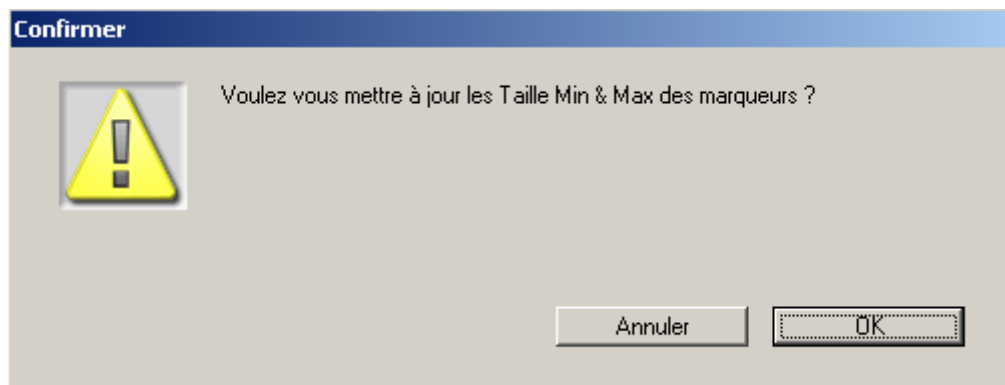 Confirmer
Voulez vous mettre à jour les Taille Min & Max des marqueurs ?
Annuler
OK